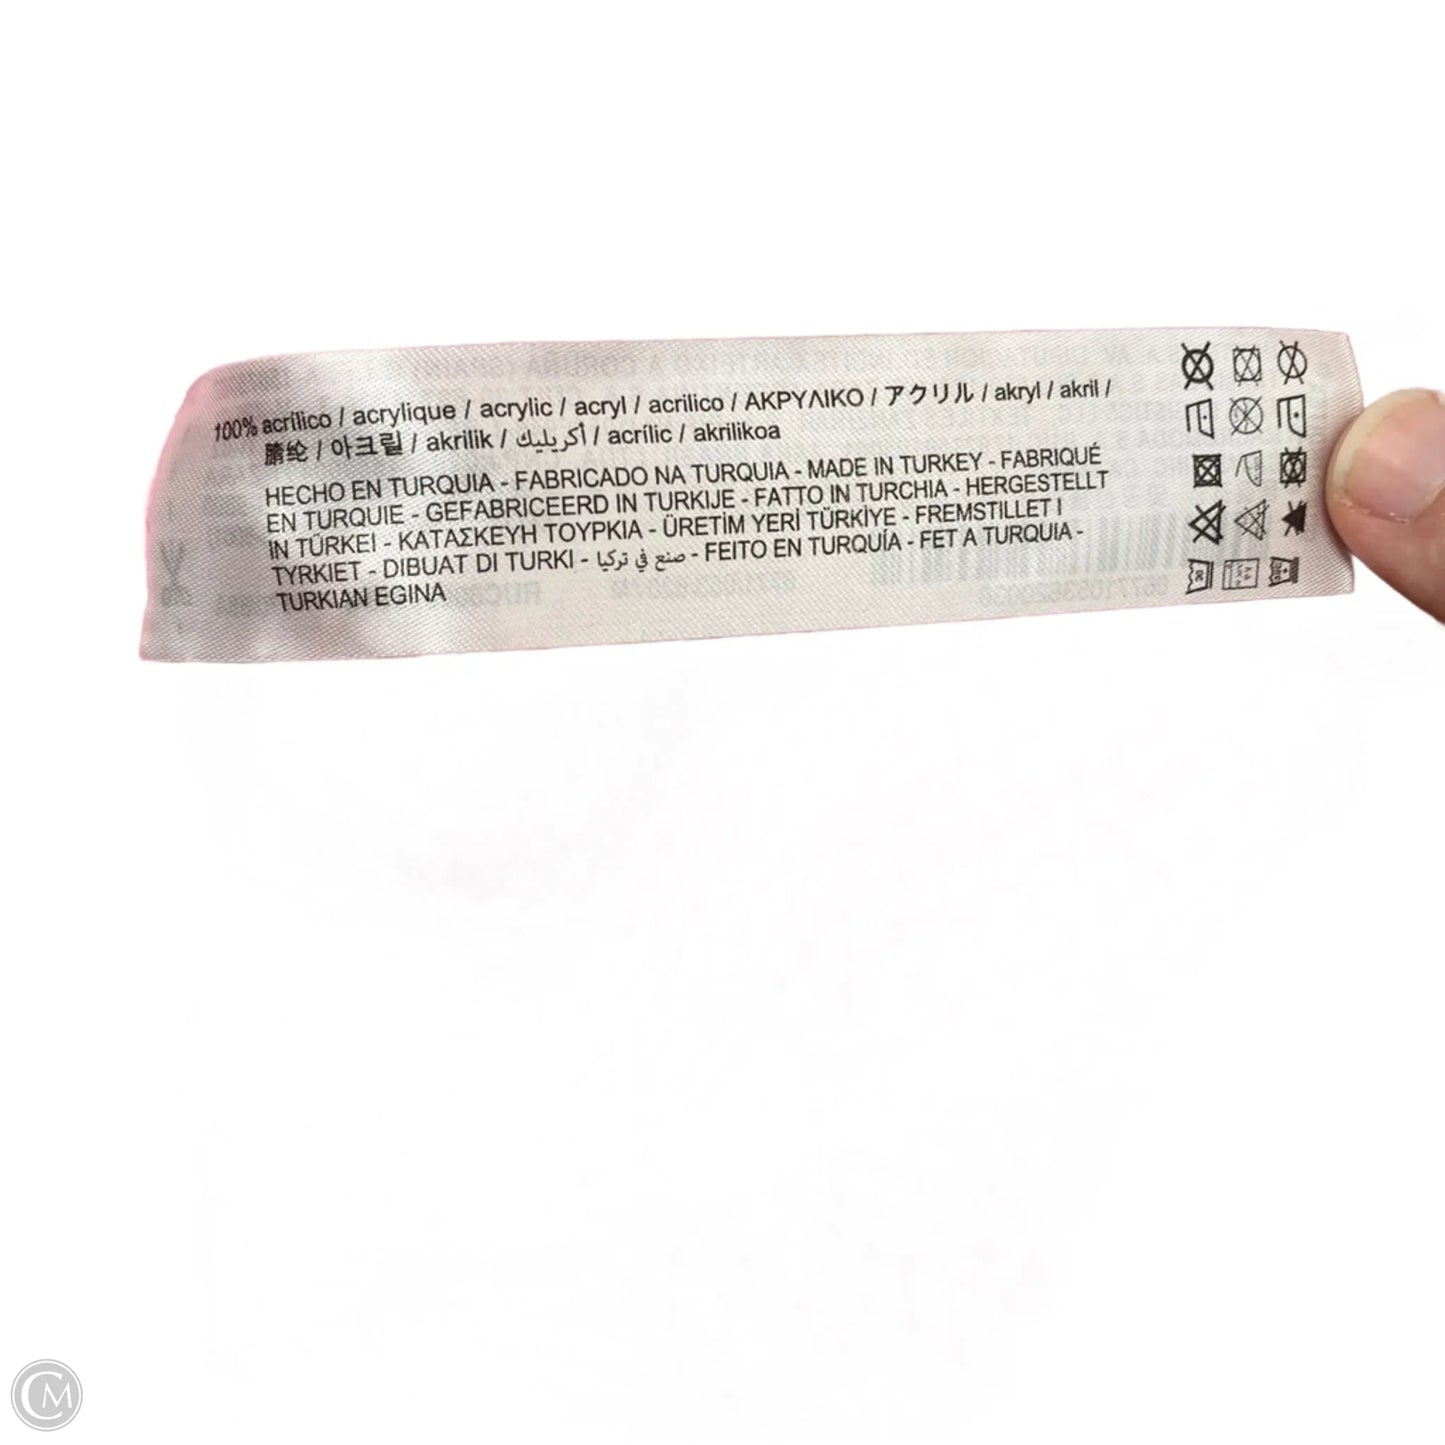 100% acrílico / acrylique / acrylic / acryl / acrilico / ΑΚΡΥΛΙΚΟ / アクリル / akryl / akril /
腈纶 / 아크릴 / akrilik / أكريليك / acrílic / akrilikoa
HECHO EN TURQUIA - FABRICADO NA TURQUIA - MADE IN TURKEY - FABRIQUÉ
EN TURQUIE - GEFABRICEERD IN TURKIJE - FATTO IN TURCHIA - HERGESTELLT
IN TÜRKEI - ΚΑΤΑΣΚΕΥΗ ΤΟΥΡΚΙΑ - ÜRETİM YERİ TÜRKİYE - FREMSTILLET I
TYRKIET - DIBUAT DI TURKI - صنع في تركيا - FEITO EN TURQUÍA - FET A TURQUIA -
TURKIAN EGINA
CM